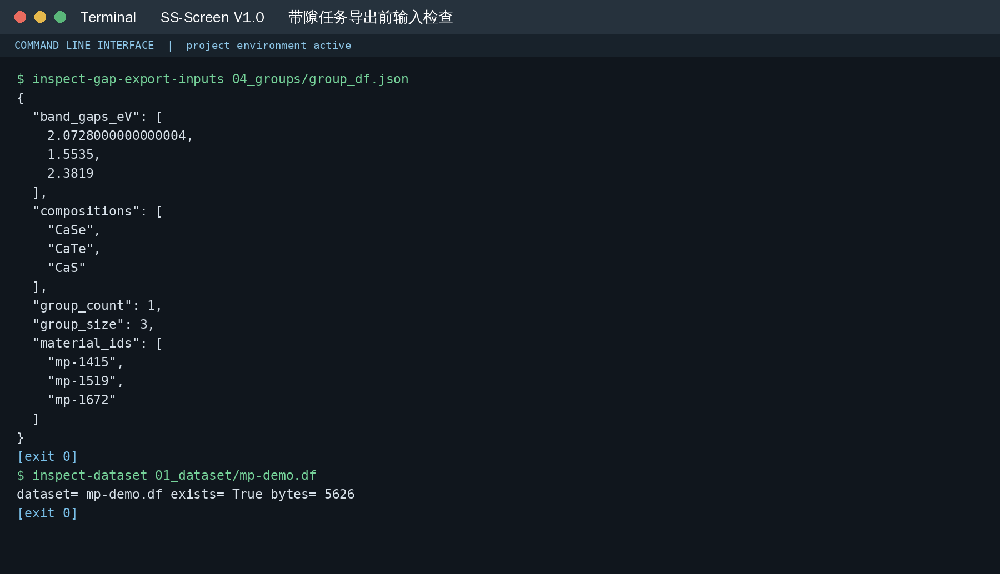 Terminal — SS-Screen V1.0 — 带隙任务导出前输入检查
COMMAND LINE INTERFACE  |  project environment active
$ inspect-gap-export-inputs 04_groups/group_df.json
{
  "band_gaps_eV": [
    2.0728000000000004,
    1.5535,
    2.3819
  ],
  "compositions": [
    "CaSe",
    "CaTe",
    "CaS"
  ],
  "group_count": 1,
  "group_size": 3,
  "material_ids": [
    "mp-1415",
    "mp-1519",
    "mp-1672"
  ]
}
[exit 0]
$ inspect-dataset 01_dataset/mp-demo.df
dataset= mp-demo.df exists= True bytes= 5626
[exit 0]